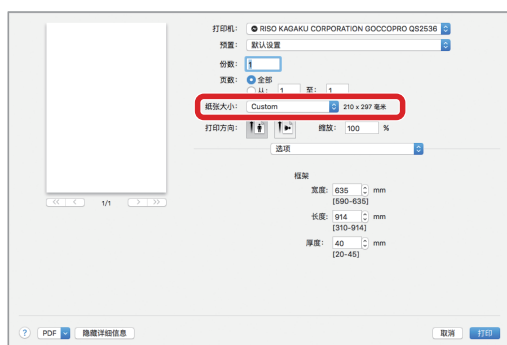 打印机: RISO KAGAKU CORPORATION GOCCOPRO QS2536
预置: 默认设置
份数: 1
页数: 全部
从: 1 至: 1
纸张大小: Custom 210 x 297 毫米
打印方向: 缩放: 100 %
选项
框架
宽度: 635 mm
[590-635]
1/1
长度: 914 mm
[310-914]
厚度: 40 mm
[20-45]
? PDF 隐藏详细信息 取消 打印